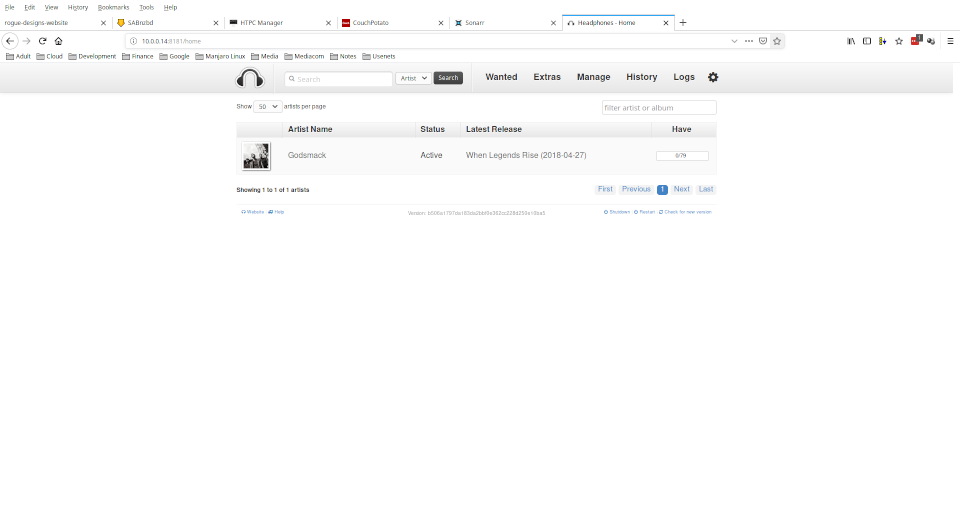 File Edit View History Bookmarks Tools Help
rogue-designs-website SABnzbd HTPC Manager CouchPotato Sonarr Headphones - Home
10.0.0.14:8181/home
Adult Cloud Development Finance Manjaro Linux Google Media Mediacom Notes Usenets
Search Artist Search Wanted Extras Manage History Logs
Show 50 artists per page filter artist or album
Artist Name Status Latest Release Have
Godsmack Active When Legends Rise (2018-04-27) 0/79
Showing 1 to 1 of 1 artists First Previous 1 Next Last
Website Help Version: Shutdown Restart Check for new version